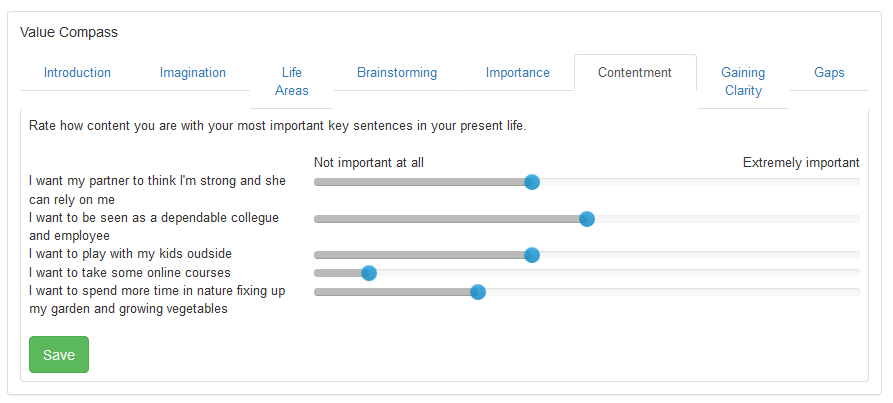 Value Compass
Introduction
Imagination
Life
Areas
Brainstorming
Importance
Contentment
Gaining
Clarity
Gaps
Rate how content you are with your most important key sentences in your present life.
Not important at all
Extremely important
I want my partner to think I'm strong and she
can rely on me
I want to be seen as a dependable collegue
and employee
I want to play with my kids oudside
I want to take some online courses
I want to spend more time in nature fixing up
my garden and growing vegetables
Save